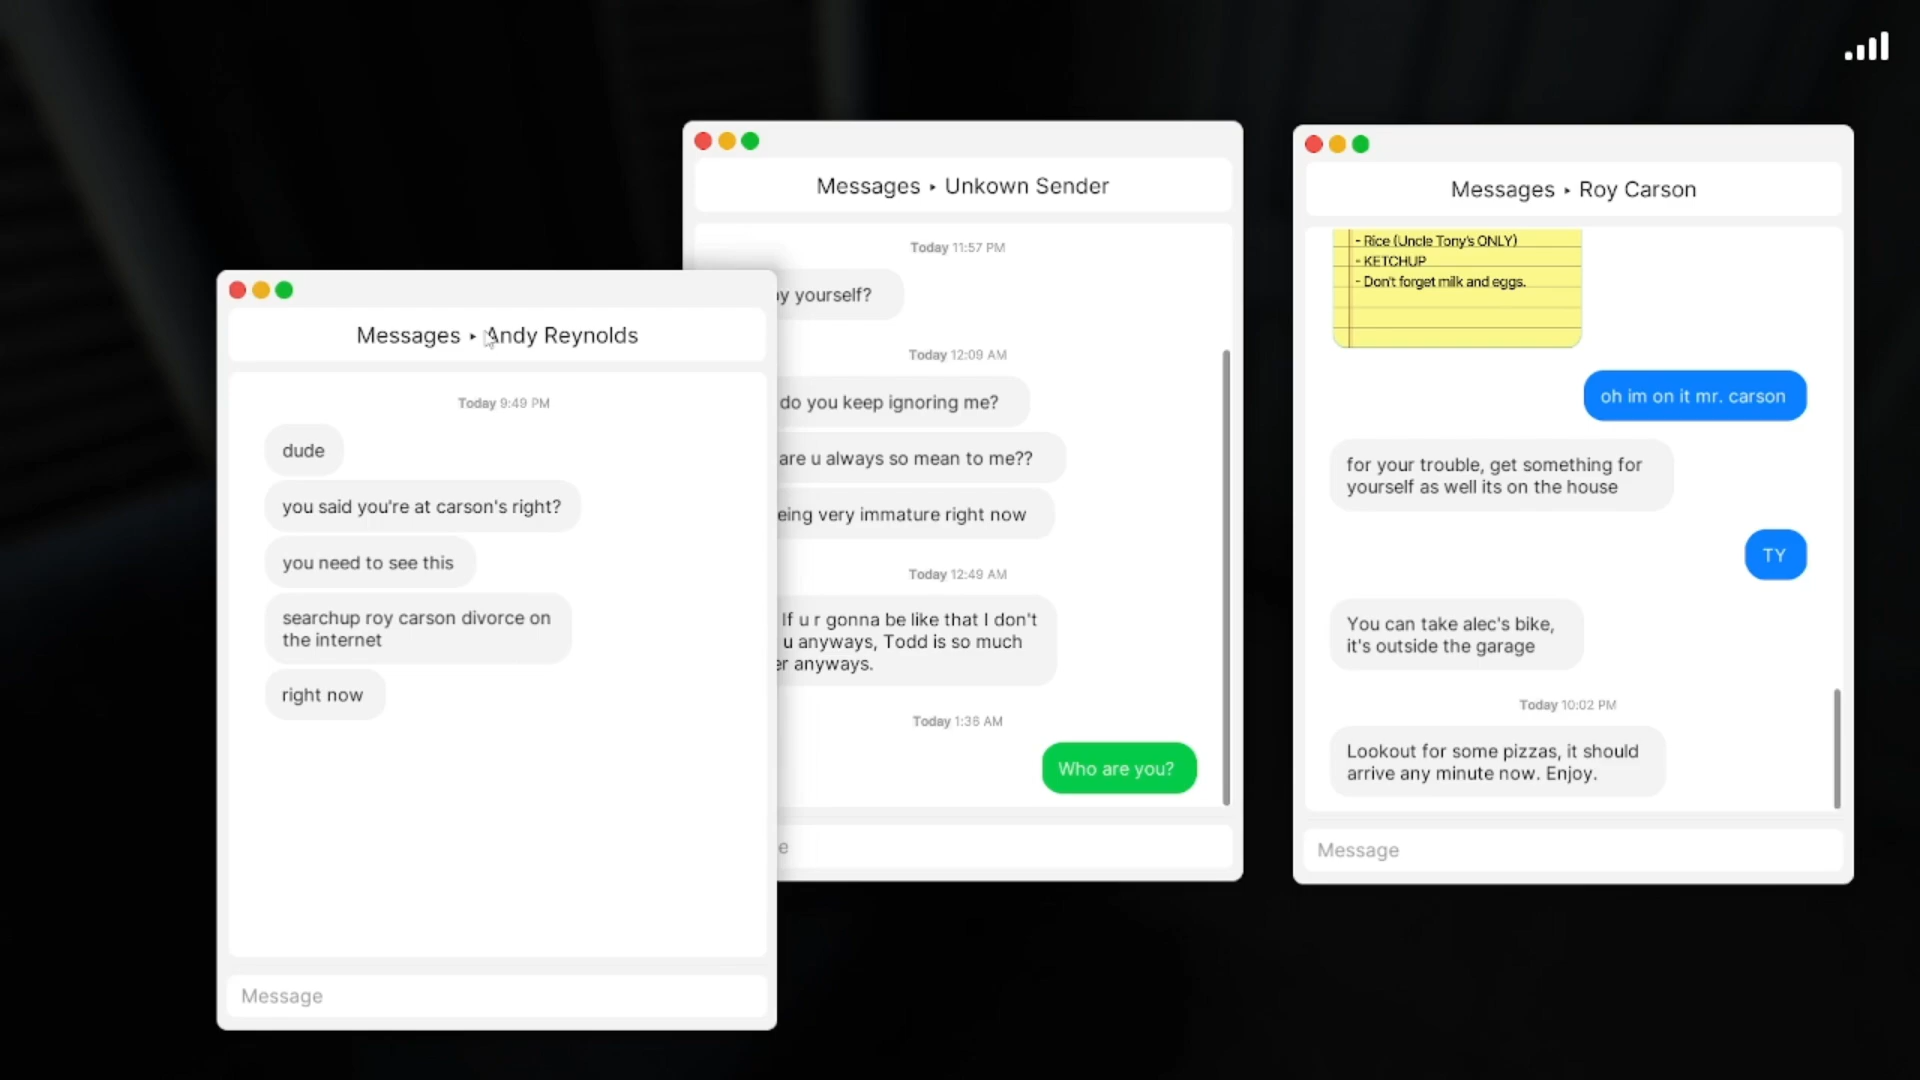 Messages ▸ Andy Reynolds
Today 9:49 PM
dude
you said you're at carson's right?
you need to see this
searchup roy carson divorce on
the internet
right now
Message
Messages ▸ Unkown Sender
Today 11:57 PM
yourself?
Today 12:09 AM
do you keep ignoring me?
are u always so mean to me??
very immature right now
Today 12:49 AM
If u r gonna be like that I don't
u anyways, Todd is so much
anyways.
Today 1:36 AM
Who are you?
Messages ▸ Roy Carson
- Rice (Uncle Tony's ONLY)
- KETCHUP
- Don't forget milk and eggs.
oh im on it mr. carson
for your trouble, get something for
yourself as well its on the house
TY
You can take alec's bike,
it's outside the garage
Today 10:02 PM
Lookout for some pizzas, it should
arrive any minute now. Enjoy.
Message